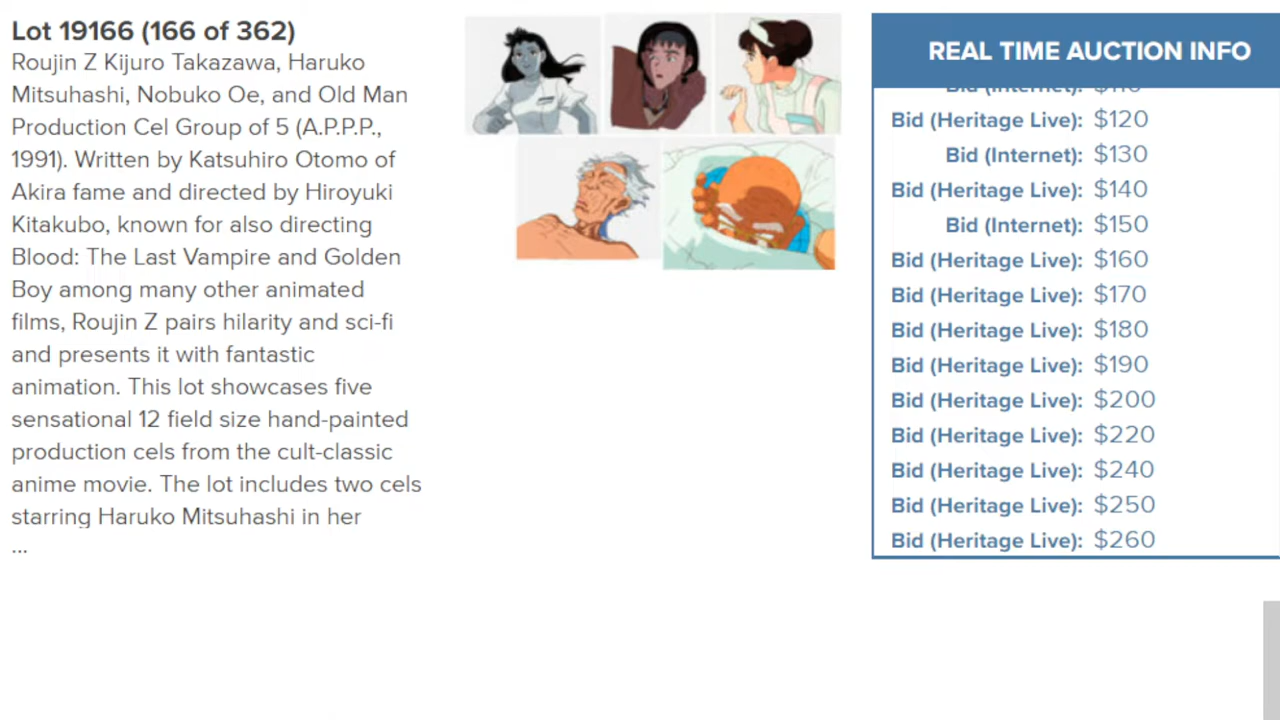 Lot 19166 (166 of 362)
Roujin Z Kijuro Takazawa, Haruko
Mitsuhashi, Nobuko Oe, and Old Man
Production Cel Group of 5 (A.P.P.P.,
1991). Written by Katsuhiro Otomo of
Akira fame and directed by Hiroyuki
Kitakubo, known for also directing
Blood: The Last Vampire and Golden
Boy among many other animated
films, Roujin Z pairs hilarity and sci-fi
and presents it with fantastic
animation. This lot showcases five
sensational 12 field size hand-painted
production cels from the cult-classic
anime movie. The lot includes two cels
starring Haruko Mitsuhashi in her
...
REAL TIME AUCTION INFO
Bid (Internet): $110
Bid (Heritage Live): $120
Bid (Internet): $130
Bid (Heritage Live): $140
Bid (Internet): $150
Bid (Heritage Live): $160
Bid (Heritage Live): $170
Bid (Heritage Live): $180
Bid (Heritage Live): $190
Bid (Heritage Live): $200
Bid (Heritage Live): $220
Bid (Heritage Live): $240
Bid (Heritage Live): $250
Bid (Heritage Live): $260